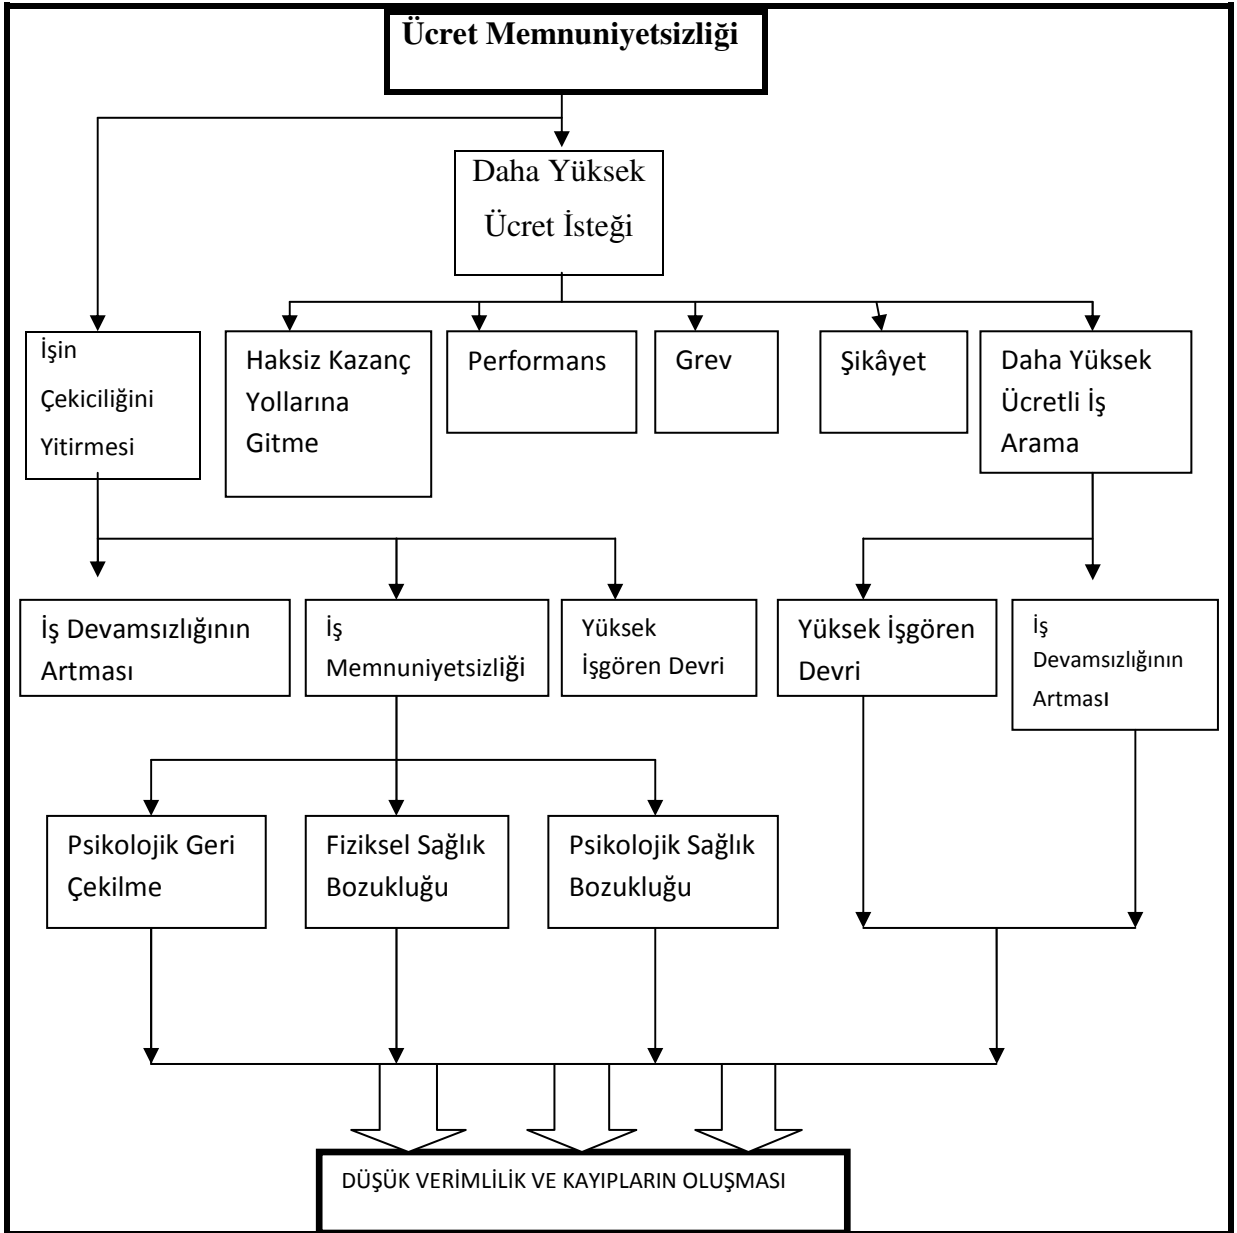 Ücret Memnuniyetsizliği
Daha Yüksek
Ücret İsteği
İşin
Çekiciliğini
Yitirmesi
Haksiz Kazanç
Yollarına
Gitme
Performans
Grev
Şikâyet
Daha Yüksek
Ücretli İş
Arama
İş Devamsızlığının
Artması
İş
Memnuniyetsizliği
Yüksek
İşgören Devri
Yüksek İşgören
Devri
İş
Devamsızlığının
Artması
Psikolojik Geri
Çekilme
Fiziksel Sağlık
Bozukluğu
Psikolojik Sağlık
Bozukluğu
DÜŞÜK VERİMLİLİK VE KAYIPLARIN OLUŞMASI